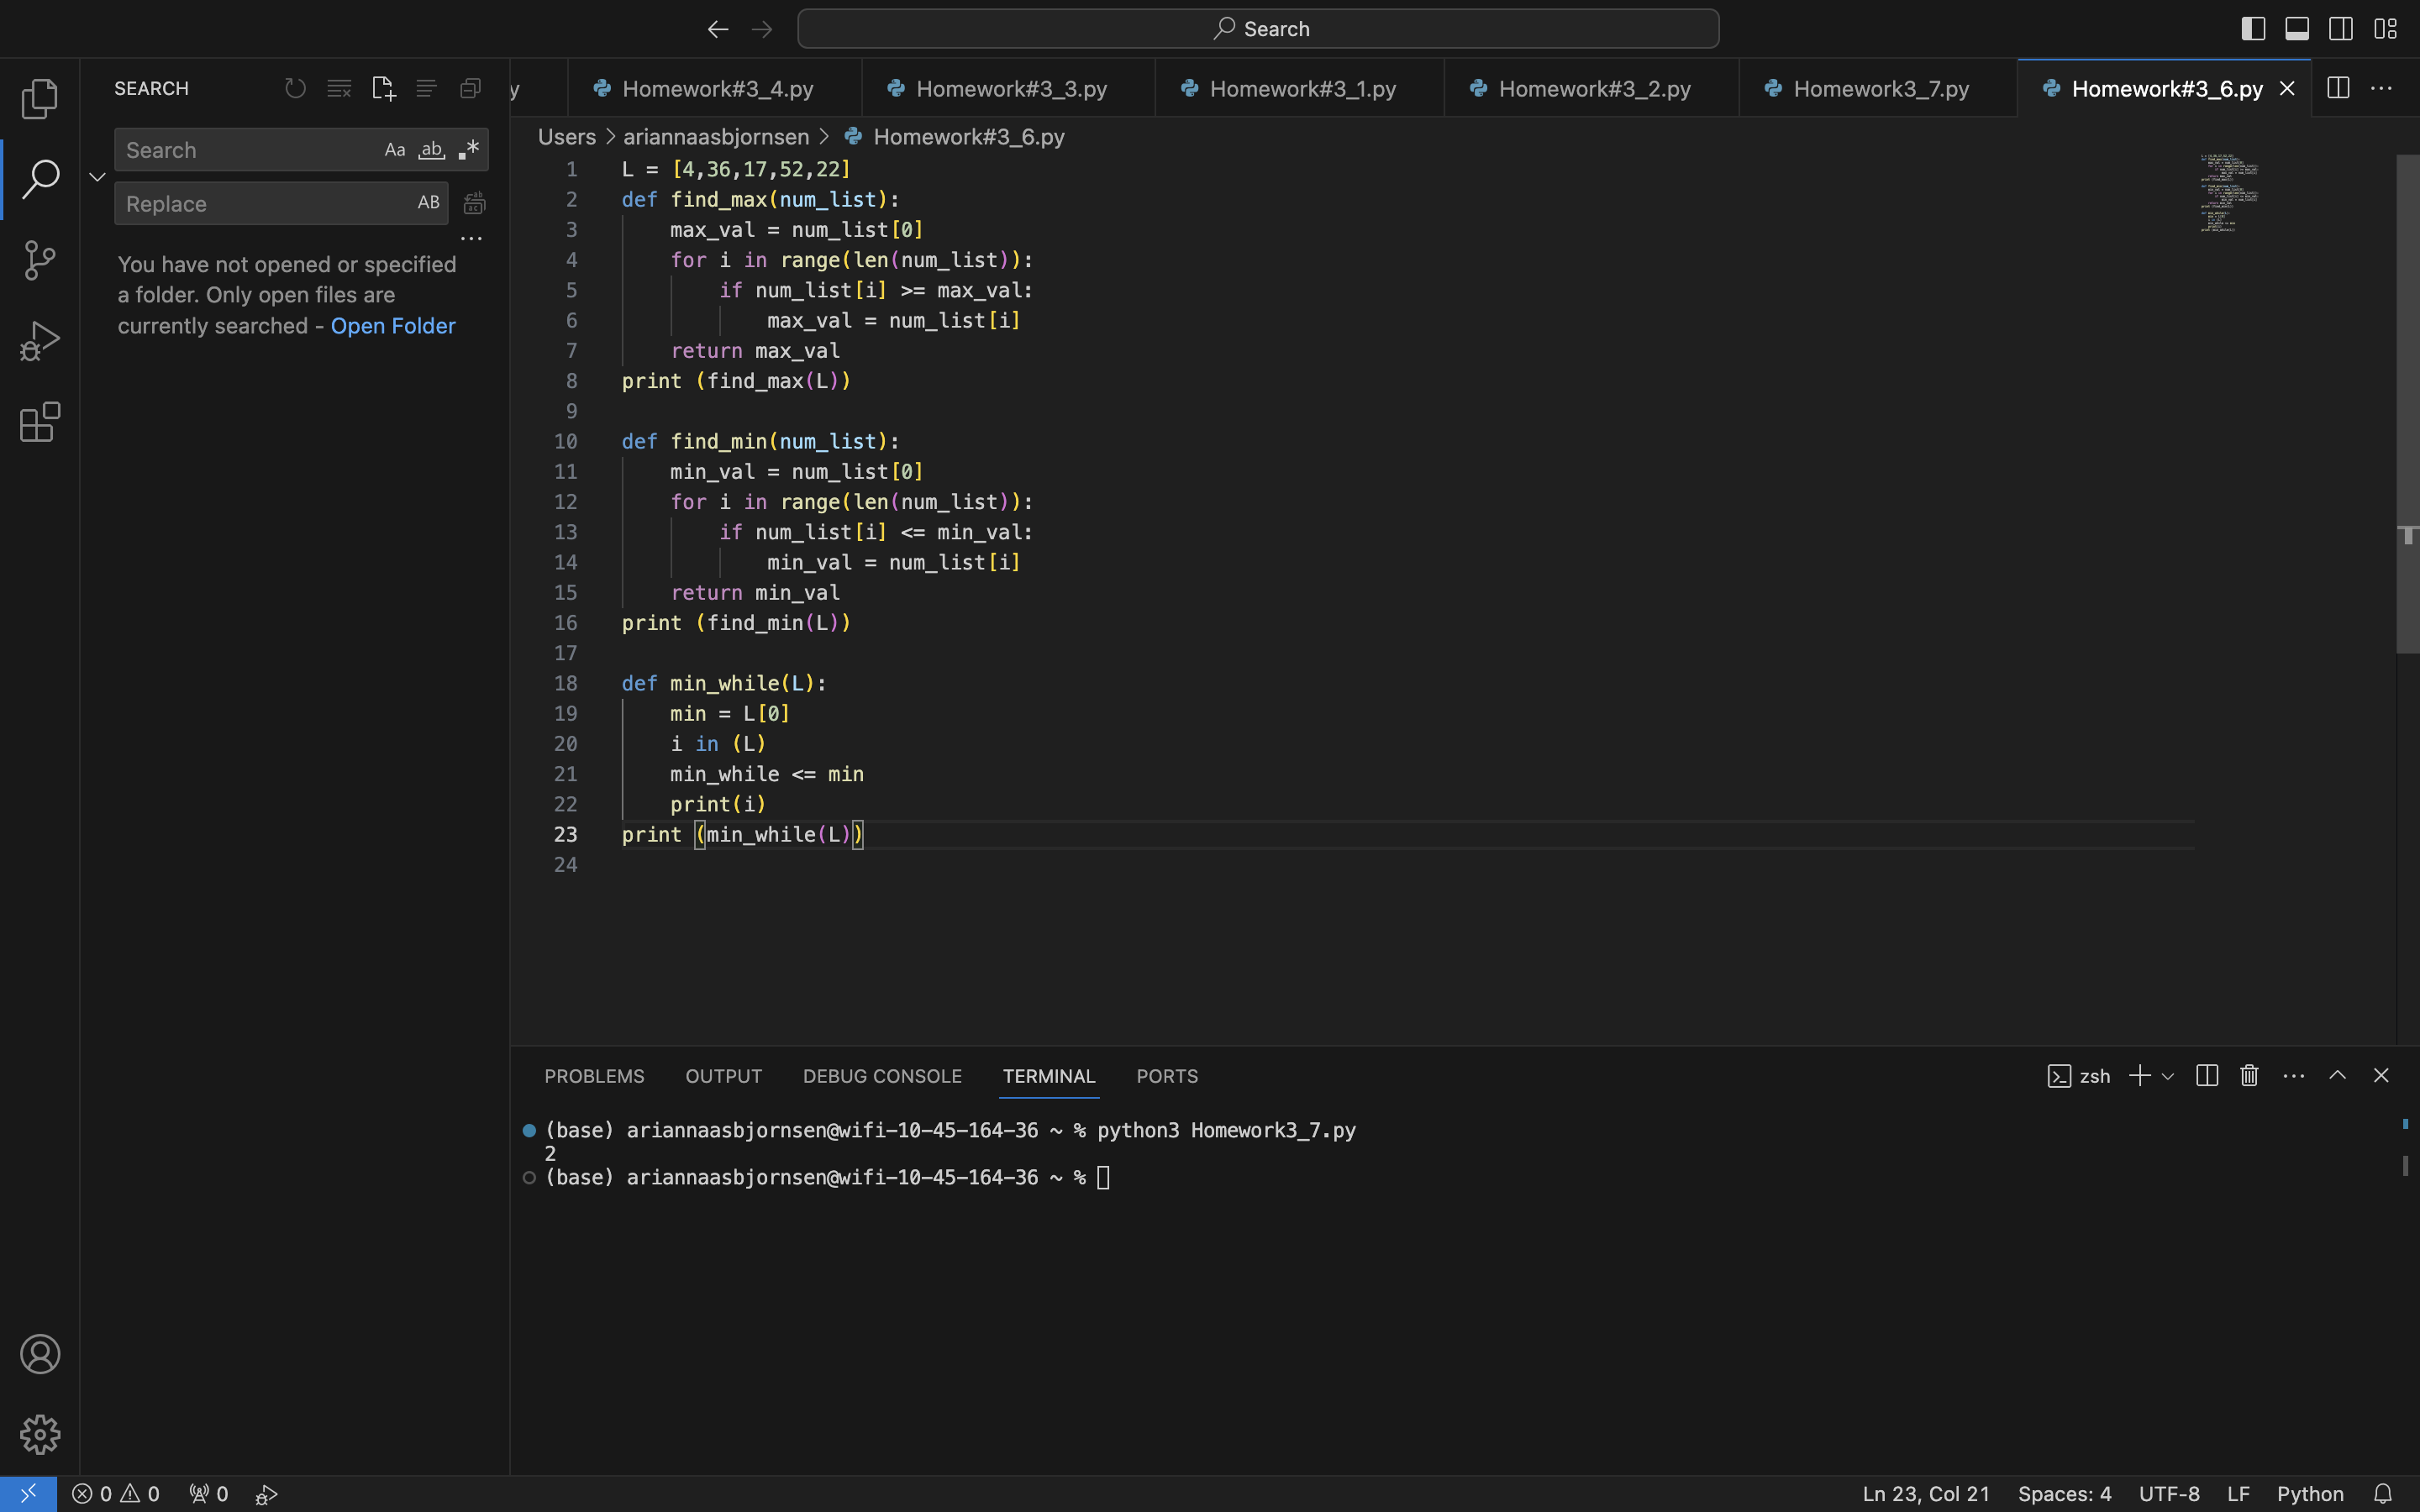 Search
SEARCH
Search
Aa
ab
Replace
AB
You have not opened or specified
a folder. Only open files are
currently searched - Open Folder
y
Homework#3_4.py
Homework#3_3.py
Homework#3_1.py
Homework#3_2.py
Homework3_7.py
Homework#3_6.py
Users > ariannaasbjornsen > Homework#3_6.py
1 L = [4,36,17,52,22]
2 def find_max(num_list):
3     max_val = num_list[0]
4     for i in range(len(num_list)):
5         if num_list[i] >= max_val:
6             max_val = num_list[i]
7     return max_val
8 print (find_max(L))
9
10 def find_min(num_list):
11     min_val = num_list[0]
12     for i in range(len(num_list)):
13         if num_list[i] <= min_val:
14             min_val = num_list[i]
15     return min_val
16 print (find_min(L))
17
18 def min_while(L):
19     min = L[0]
20     i in (L)
21     min_while <= min
22     print(i)
23 print (min_while(L))
24
PROBLEMS OUTPUT DEBUG CONSOLE TERMINAL PORTS
zsh
(base) ariannaasbjornsen@wifi-10-45-164-36 ~ % python3 Homework3_7.py
2
(base) ariannaasbjornsen@wifi-10-45-164-36 ~ %
0 0 0
Ln 23, Col 21 Spaces: 4 UTF-8 LF Python